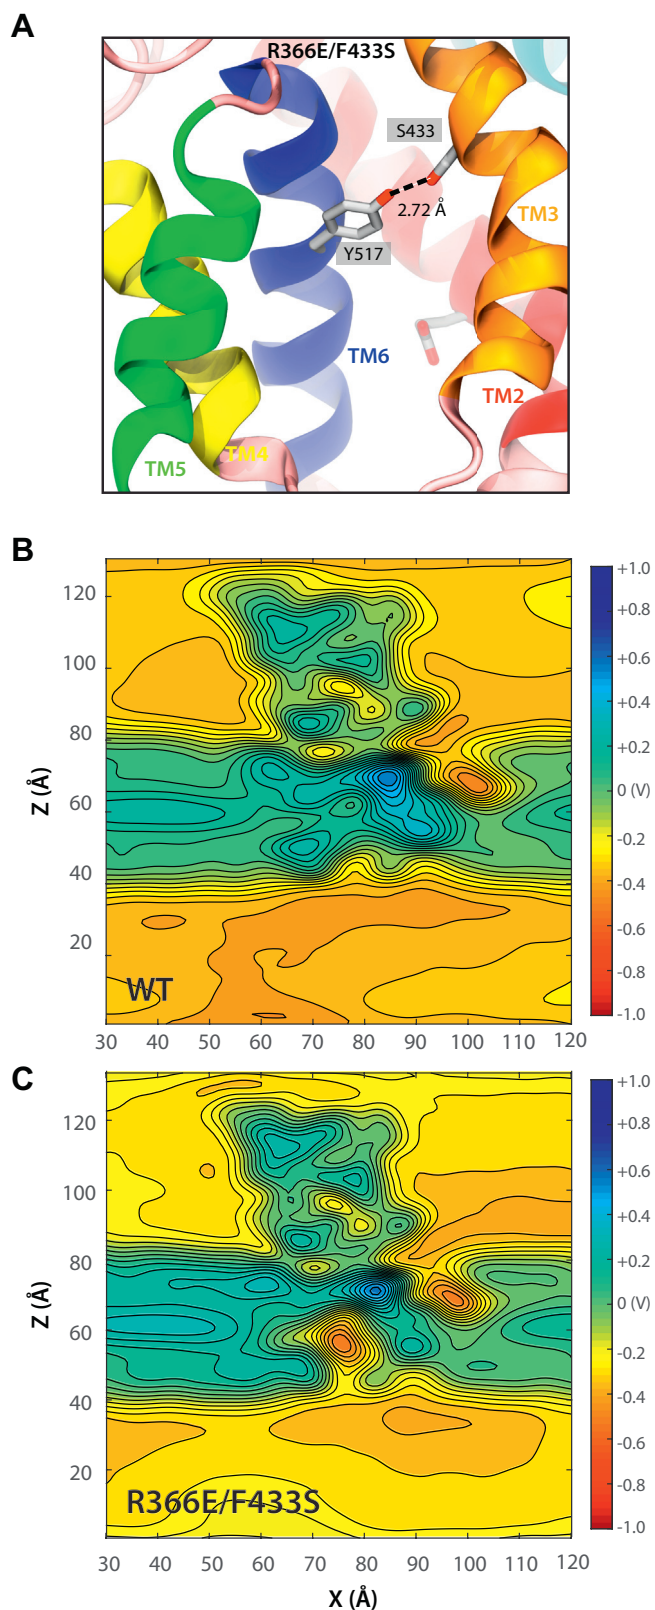 A
R366E/F433S
S433
2.72 Å
TM3
Y517
TM6
TM2
TM4
TM5
B
+1.0
120
+0.8
+0.6
100
+0.4
80
+0.2
Z (Å)
0 (V)
60
-0.2
40
-0.4
-0.6
20
-0.8
WT
-1.0
30 40 50 60 70 80 90 100 110 120
C
+1.0
120
+0.8
+0.6
100
+0.4
80
+0.2
Z (Å)
0 (V)
60
-0.2
40
-0.4
-0.6
20
-0.8
R366E/F433S
-1.0
30 40 50 60 70 80 90 100 110 120
X (Å)